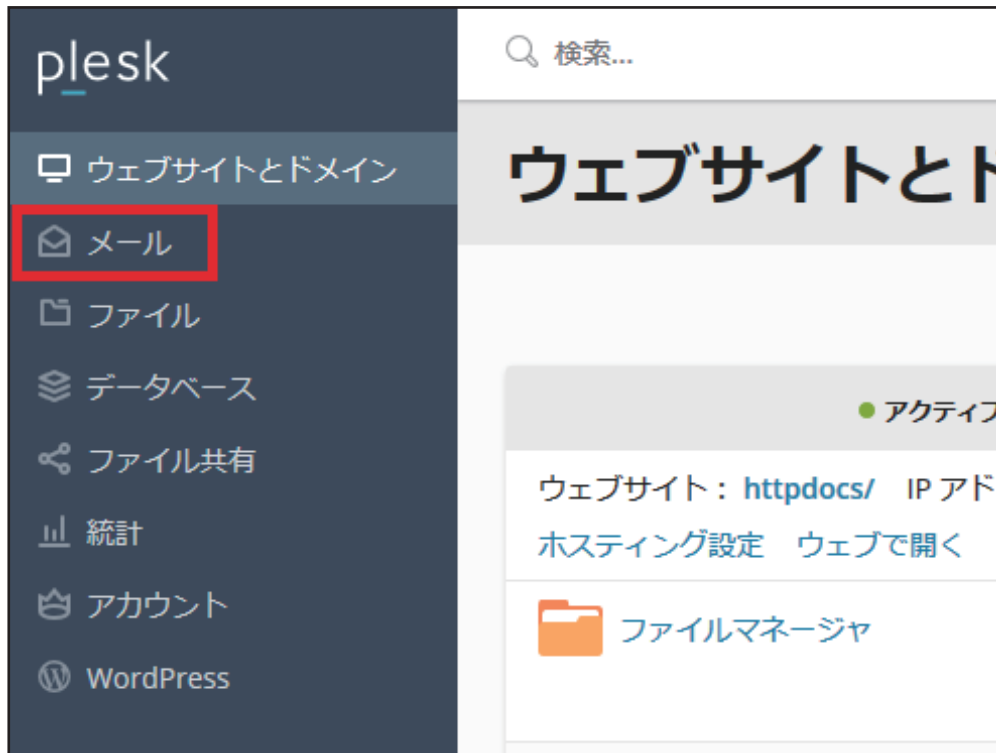 plesk
ウェブサイトとドメイン
メール
ファイル
データベース
ファイル共有
統計
アカウント
WordPress
検索...
ウェブサイトとド
アクティブ
ウェブサイト： httpdocs/ IP アド
ホスティング設定 ウェブで開く
ファイルマネージャ